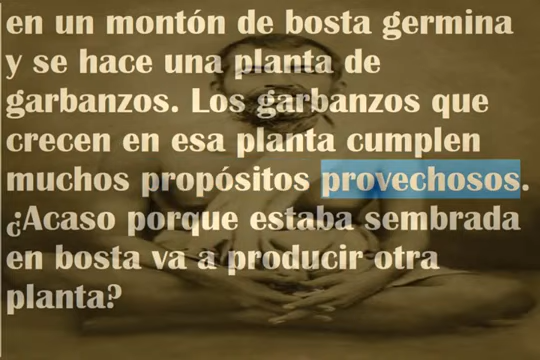 en un montón de bosta germina
y se hace una planta de
garbanzos. Los garbanzos que
crecen en esa planta cumplen
muchos propósitos provechosos.
¿Acaso porque estaba sembrada
en bosta va a producir otra
planta?